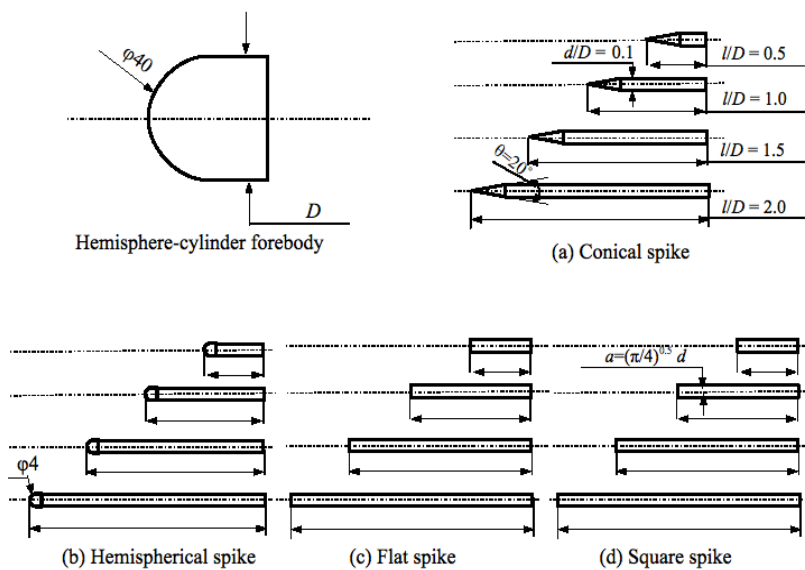 φ40
D
Hemisphere-cylinder forebody
d/D = 0.1
l/D = 0.5
l/D = 1.0
l/D = 1.5
θ=20°
l/D = 2.0
(a) Conical spike
φ4
(b) Hemispherical spike
(c) Flat spike
a=(π/4)^0.5 d
(d) Square spike